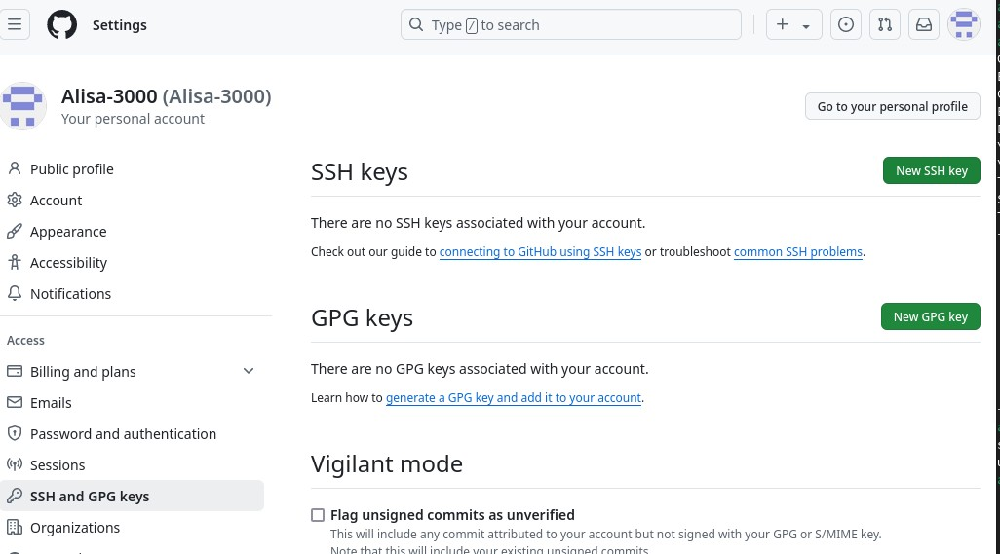 Settings
Type / to search
Alisa-3000 (Alisa-3000)
Your personal account
Go to your personal profile
Public profile
Account
Appearance
Accessibility
Notifications
Access
Billing and plans
Emails
Password and authentication
Sessions
SSH and GPG keys
Organizations
SSH keys
New SSH key
There are no SSH keys associated with your account.
Check out our guide to connecting to GitHub using SSH keys or troubleshoot common SSH problems.
GPG keys
New GPG key
There are no GPG keys associated with your account.
Learn how to generate a GPG key and add it to your account.
Vigilant mode
Flag unsigned commits as unverified
This will include any commit attributed to your account but not signed with your GPG or S/MIME key.
Note that this will include your existing unsigned commits.